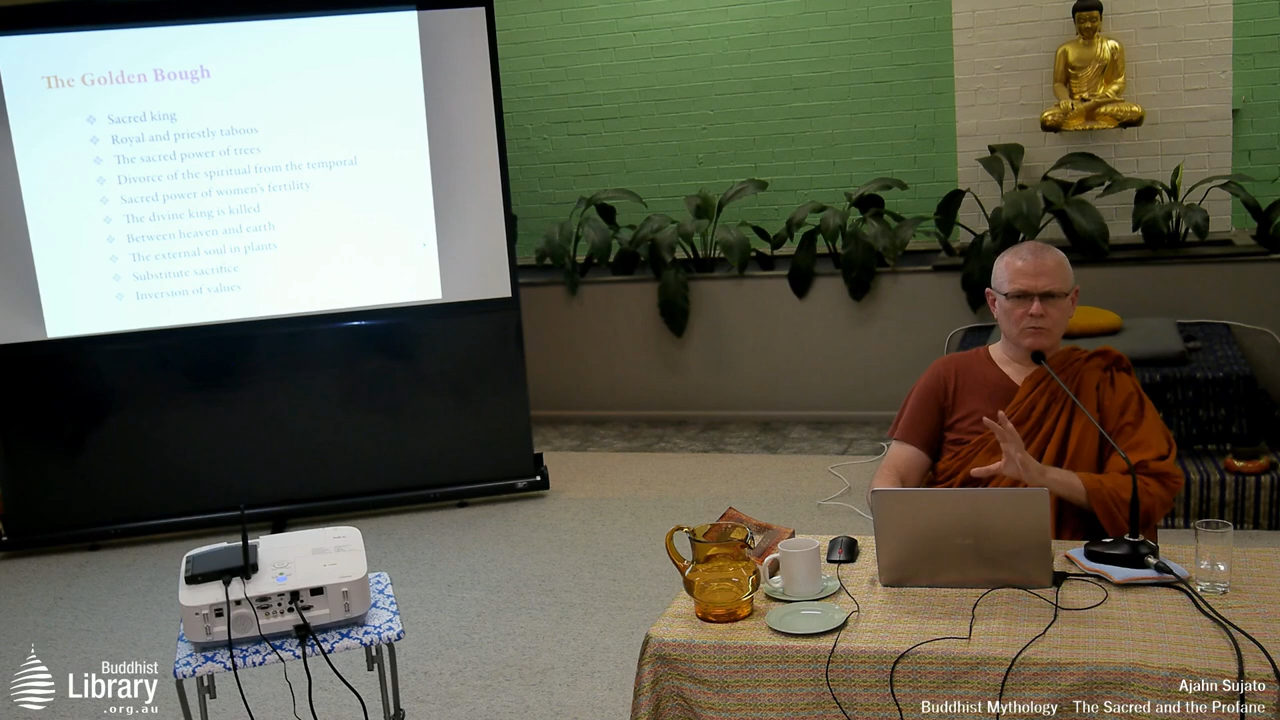 The Golden Bough
❖ Sacred king
❖ Royal and priestly taboos
❖ The sacred power of trees
❖ Divorce of the spiritual from the temporal
❖ Sacred power of women's fertility
❖ The divine king is killed
❖ Between heaven and earth
❖ The external soul in plants
❖ Substitute sacrifice
❖ Inversion of values
Buddhist
Library
.org.au
Ajahn Sujato
Buddhist Mythology - The Sacred and the Profane